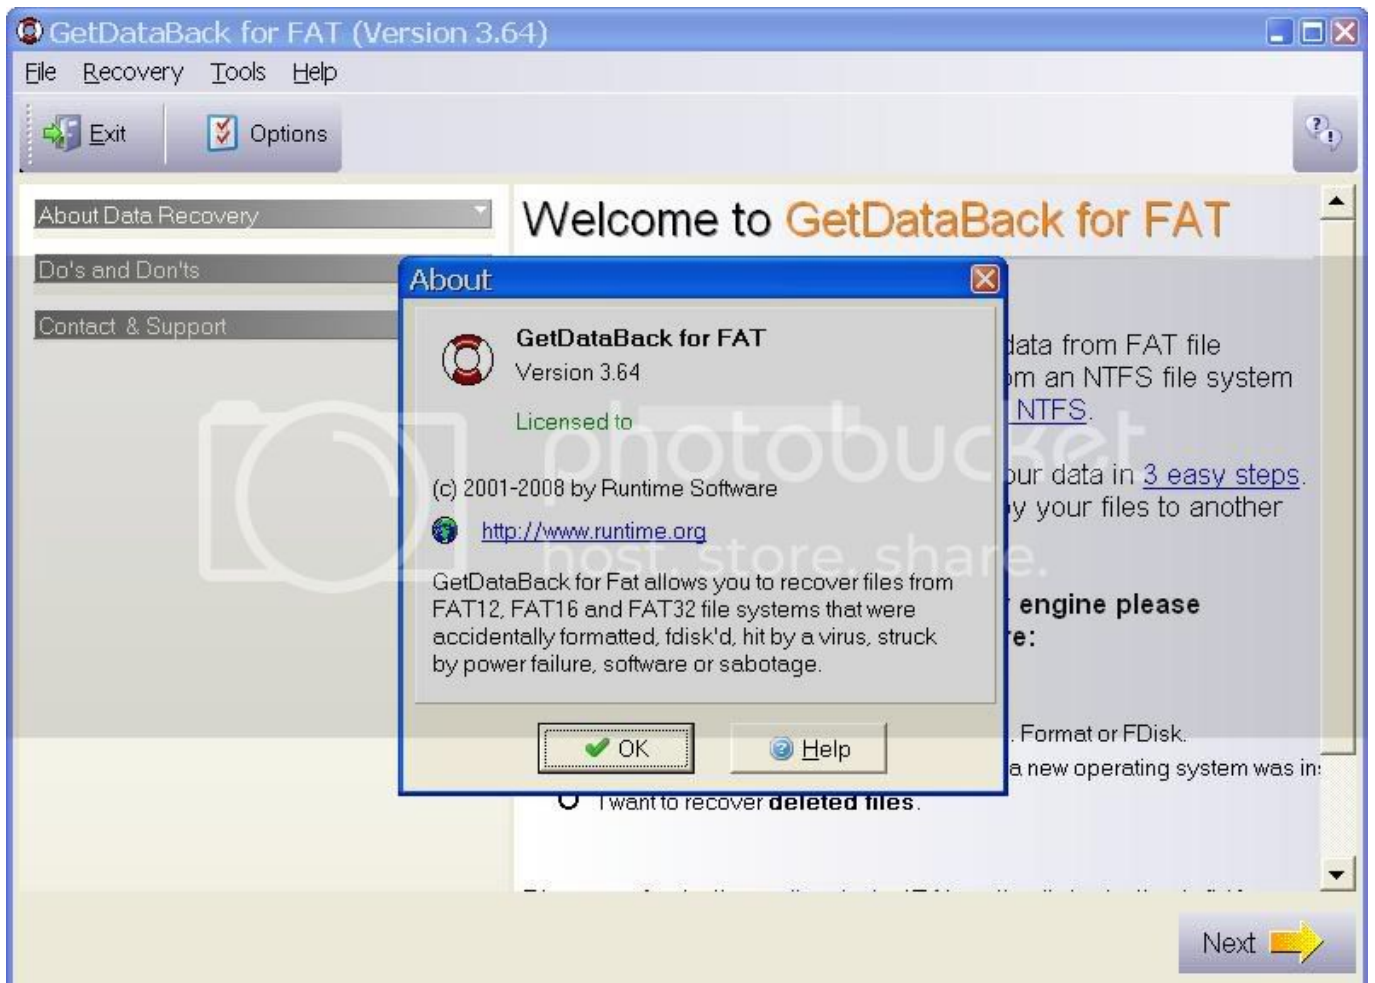 GetDataBack for FAT (Version 3.64)
File Recovery Tools Help
Exit Options
About Data Recovery
Do's and Don'ts
Contact & Support
Welcome to GetDataBack for FAT
data from FAT file
om an NTFS file system
NTFS.
our data in 3 easy steps.
y your files to another
engine please
re:
. Format or FDisk.
a new operating system was ins
I want to recover deleted files.
About
GetDataBack for FAT
Version 3.64
Licensed to
(c) 2001-2008 by Runtime Software
http://www.runtime.org
GetDataBack for Fat allows you to recover files from
FAT12, FAT16 and FAT32 file systems that were
accidentally formatted, fdisk'd, hit by a virus, struck
by power failure, software or sabotage.
OK Help
Next
photobucket
host. store. share.